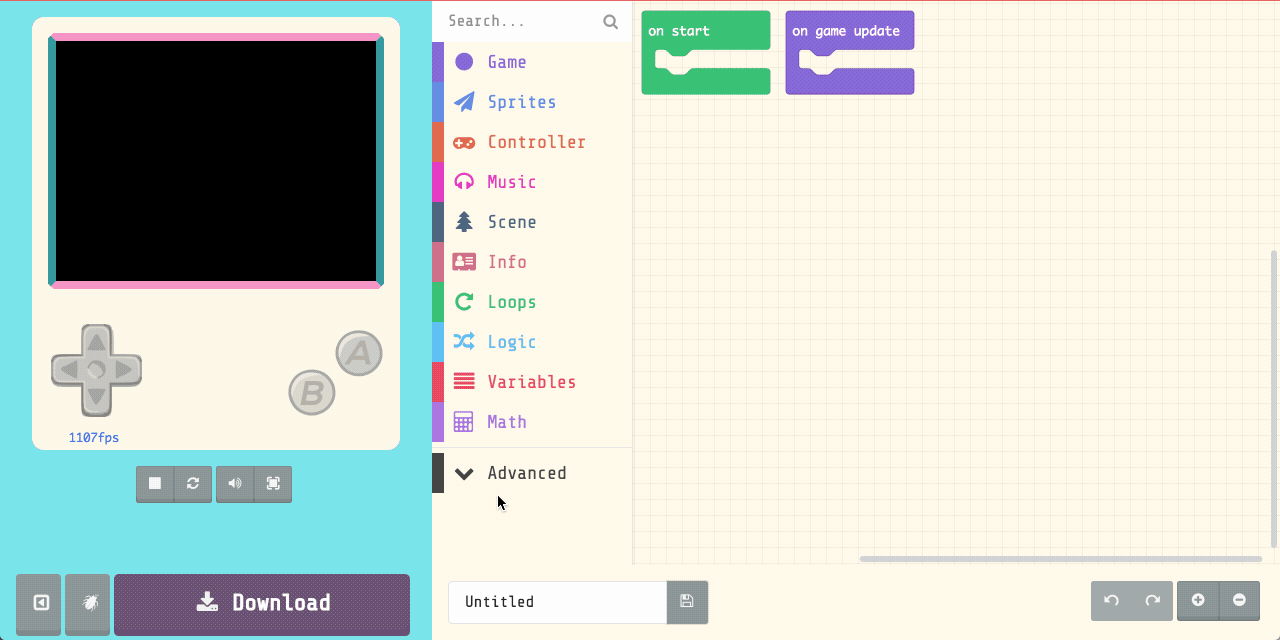 Search...
Game
Sprites
Controller
Music
Scene
Info
Loops
Logic
Variables
Math
Advanced
on start
on game update
A
B
1107fps
Download
Untitled